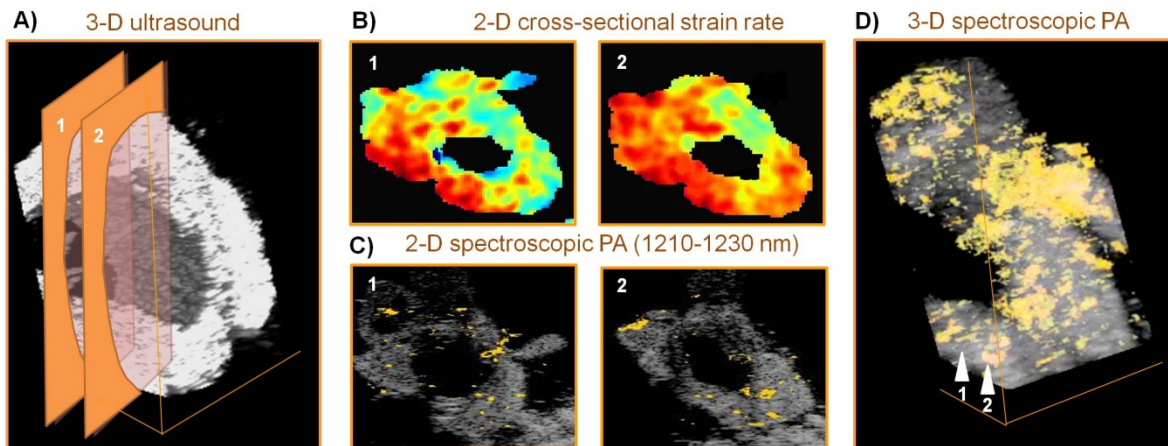 A) 3-D ultrasound
1
2
B) 2-D cross-sectional strain rate
1
2
C) 2-D spectroscopic PA (1210-1230 nm)
1
2
D) 3-D spectroscopic PA
1
2